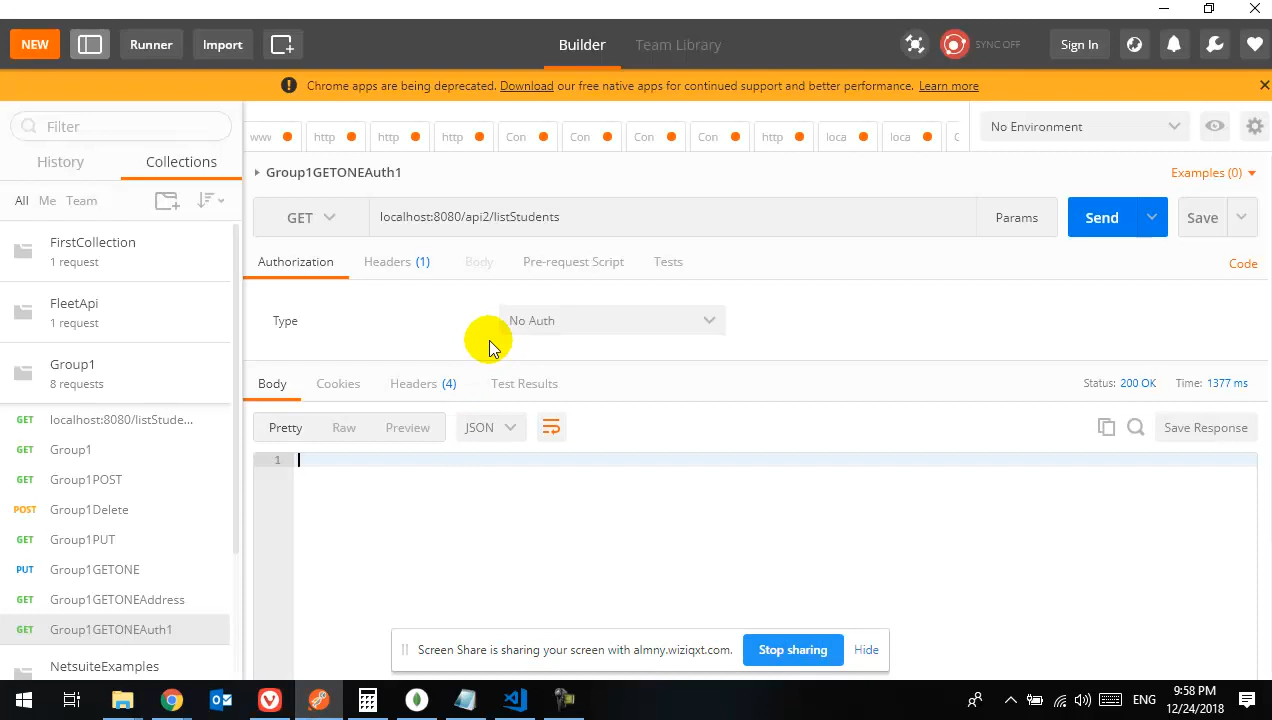 NEW
Runner
Import
Builder
Team Library
SYNC OFF
Sign In
Chrome apps are being deprecated. Download our free native apps for continued support and better performance. Learn more
Filter
History
Collections
All Me Team
FirstCollection
1 request
FleetApi
1 request
Group1
8 requests
GET localhost:8080/listStude...
GET Group1
GET Group1POST
POST Group1Delete
GET Group1PUT
PUT Group1GETONE
GET Group1GETONEAddress
GET Group1GETONEAuth1
NetsuiteExamples
www http http http Con Con Con Con http loca loca
No Environment
Group1GETONEAuth1
Examples (0)
GET
localhost:8080/api2/listStudents
Params
Send
Save
Authorization Headers (1) Body Pre-request Script Tests
Code
Type
No Auth
Body Cookies Headers (4) Test Results
Status: 200 OK Time: 1377 ms
Pretty Raw Preview JSON
Save Response
1
Screen Share is sharing your screen with almny.wiziqxt.com.
Stop sharing
Hide
ENG
9:58 PM
12/24/2018